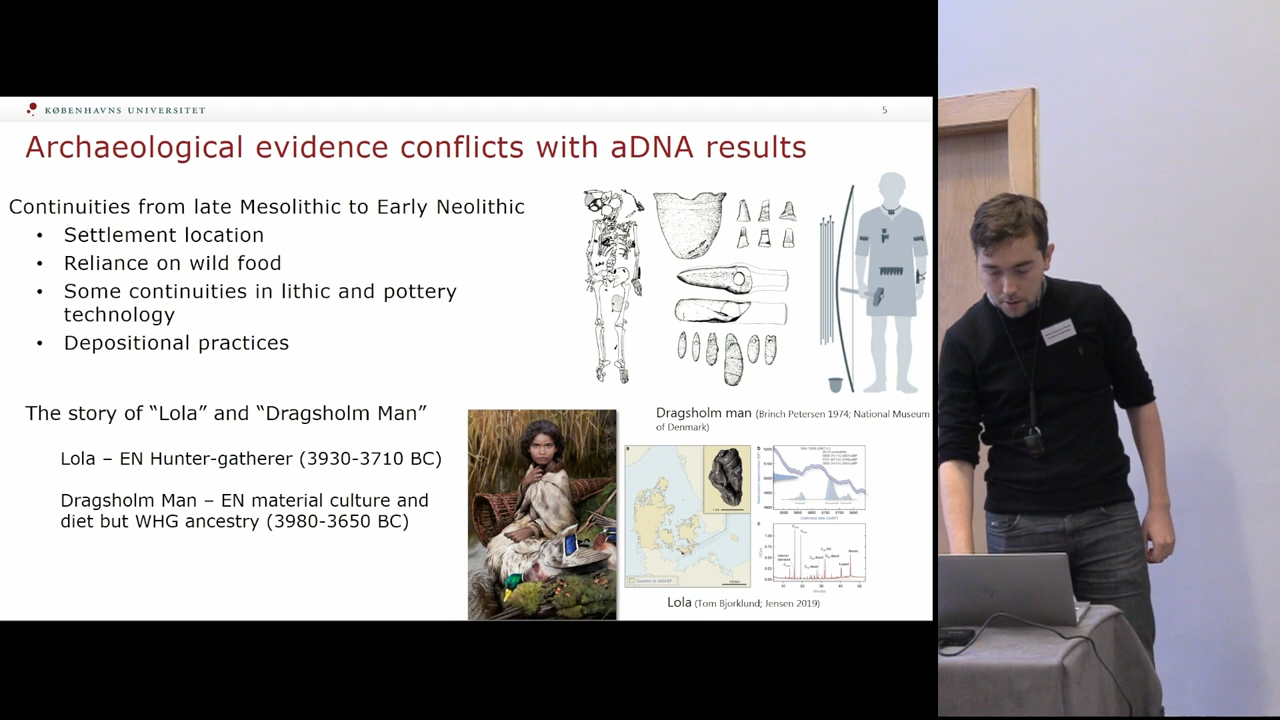 KØBENHAVNS UNIVERSITET
5
Archaeological evidence conflicts with aDNA results
Continuities from late Mesolithic to Early Neolithic
• Settlement location
• Reliance on wild food
• Some continuities in lithic and pottery
technology
• Depositional practices
The story of “Lola” and “Dragsholm Man”
Lola – EN Hunter-gatherer (3930-3710 BC)
Dragsholm Man – EN material culture and
diet but WHG ancestry (3980-3650 BC)
Dragsholm man (Brinch Petersen 1974; National Museum
of Denmark)
Lola (Tom Bjorklund; Jensen 2019)